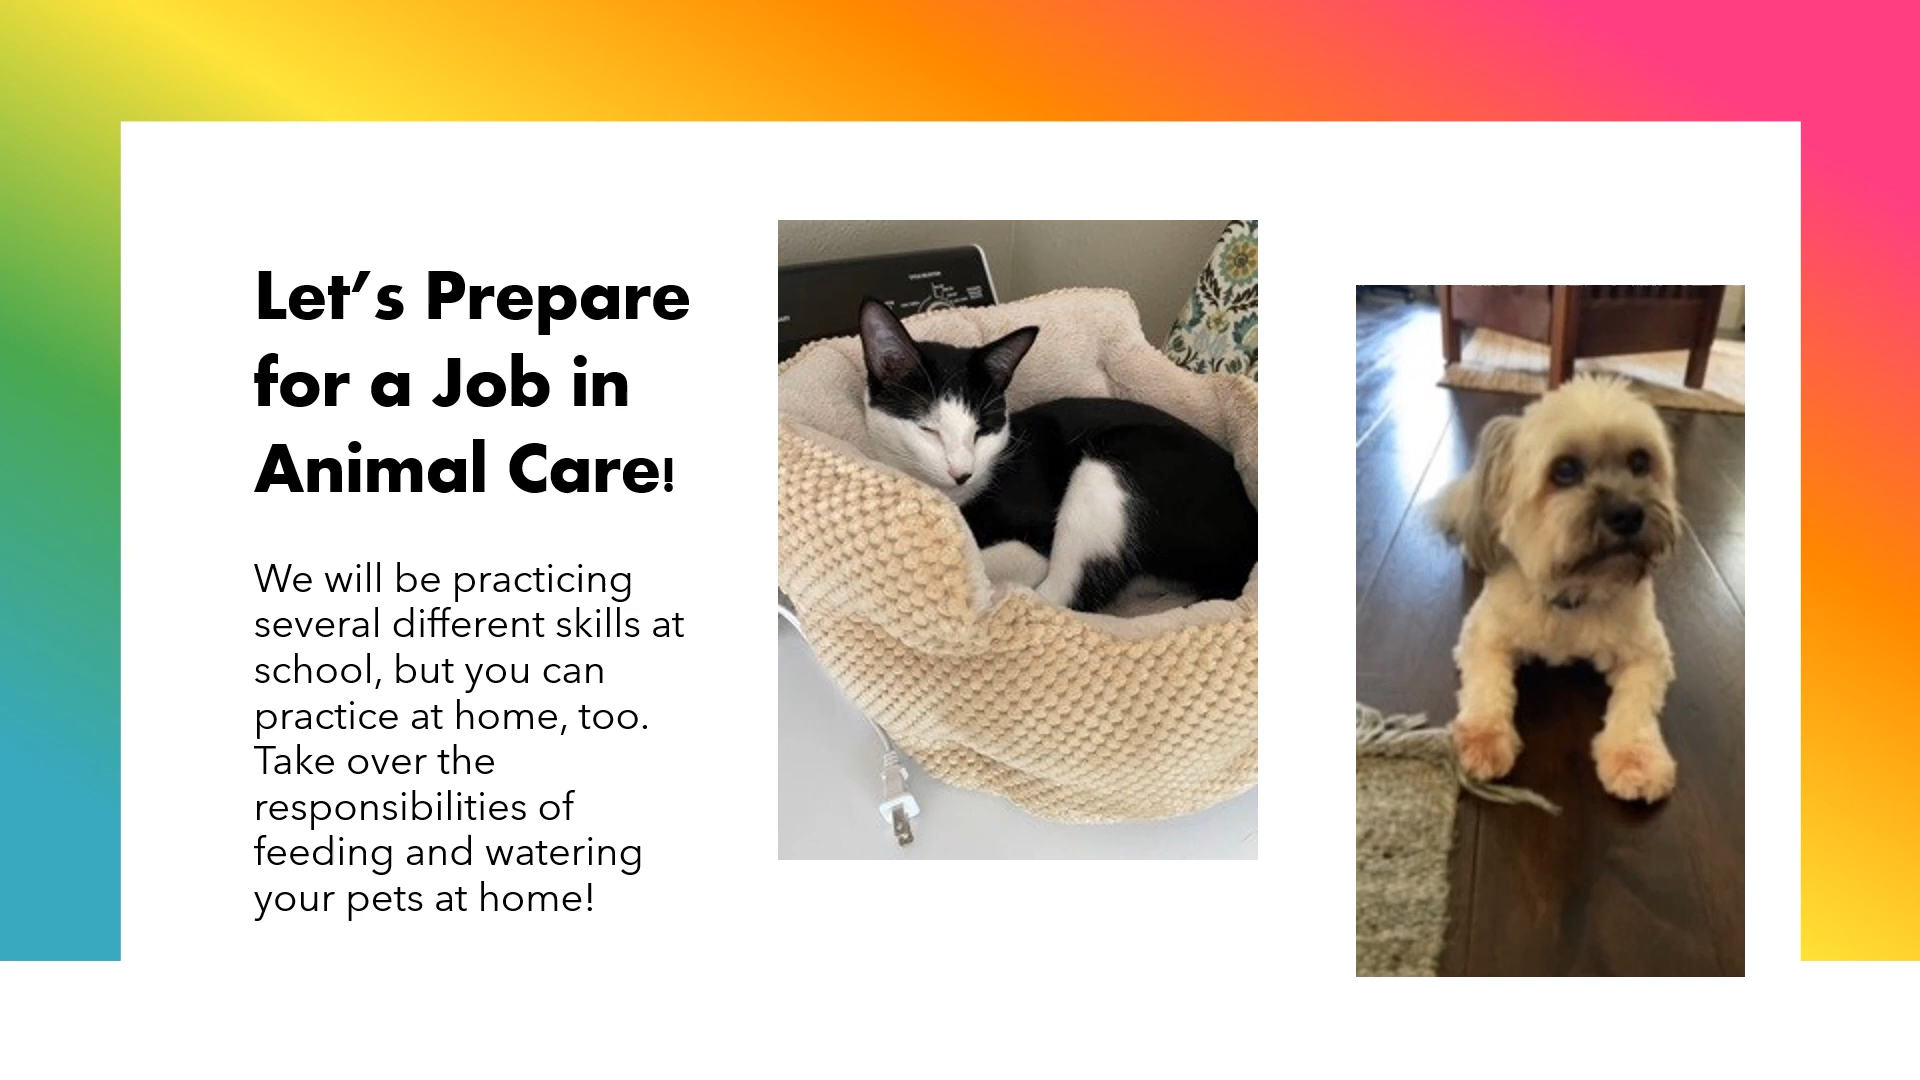 Let’s Prepare
for a Job in
Animal Care!
We will be practicing
several different skills at
school, but you can
practice at home, too.
Take over the
responsibilities of
feeding and watering
your pets at home!